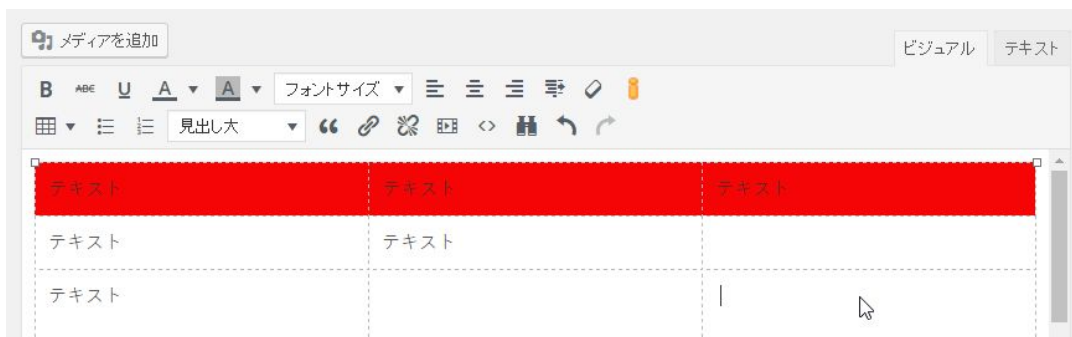 メディアを追加
ビジュアル テキスト
B ABE U A A フォントサイズ
見出し大
テキスト テキスト テキスト
テキスト テキスト
テキスト